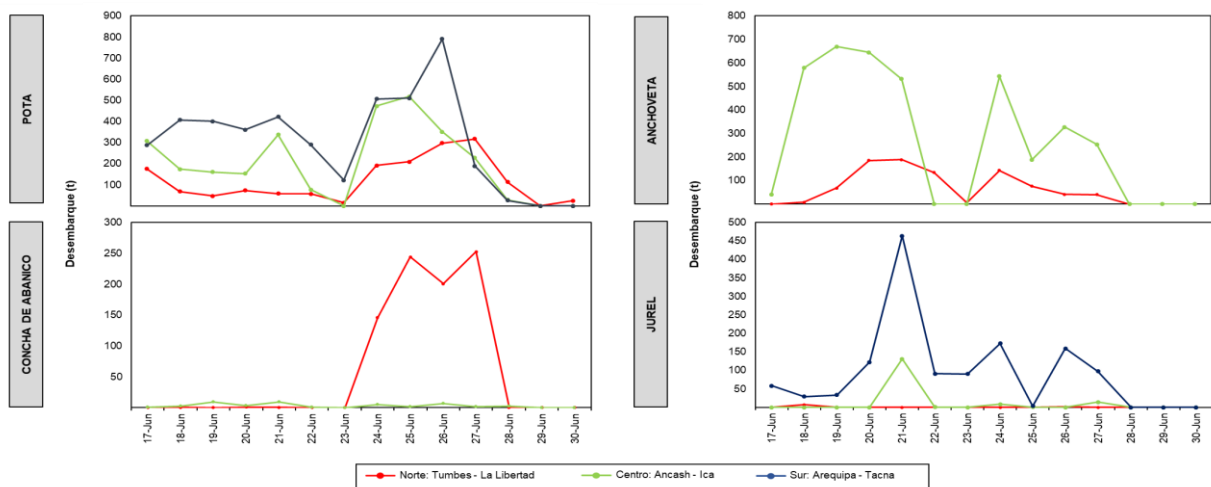 POTA
Desembarque (t)
900
800
700
600
500
400
300
200
100
ANCHOVETA
Desembarque (t)
800
700
600
500
400
300
200
100
CONCHA DE ABANICO
300
250
200
150
100
50
17-Jun
18-Jun
19-Jun
20-Jun
21-Jun
22-Jun
23-Jun
24-Jun
25-Jun
26-Jun
27-Jun
28-Jun
29-Jun
30-Jun
JUREL
500
450
400
350
300
250
200
150
100
50
17-Jun
18-Jun
19-Jun
20-Jun
21-Jun
22-Jun
23-Jun
24-Jun
25-Jun
26-Jun
27-Jun
28-Jun
29-Jun
30-Jun
Norte: Tumbes - La Libertad
Centro: Ancash - Ica
Sur: Arequipa - Tacna